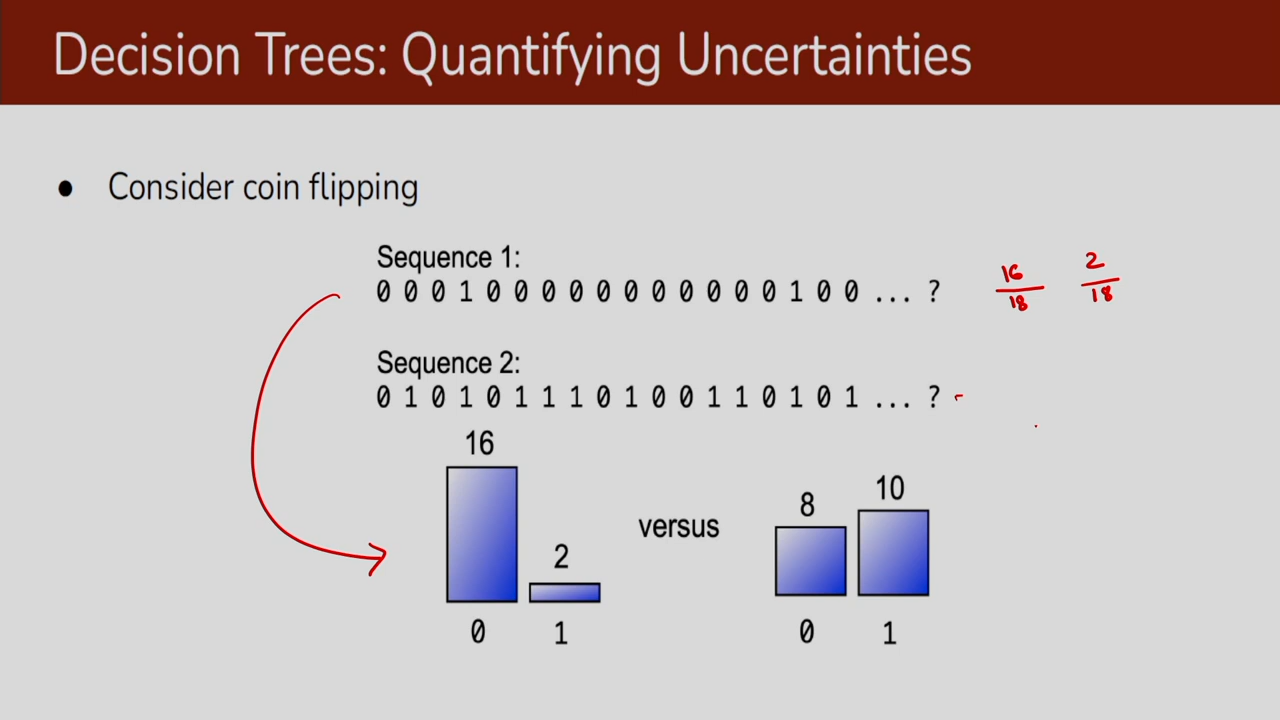 Decision Trees: Quantifying Uncertainties
● Consider coin flipping
Sequence 1:
0 0 0 1 0 0 0 0 0 0 0 0 0 0 0 1 0 0 ... ?
16/18 2/18
Sequence 2:
0 1 0 1 0 1 1 1 0 1 0 0 1 1 0 1 0 1 ... ?
16
2
versus
8
10
0 1
0 1